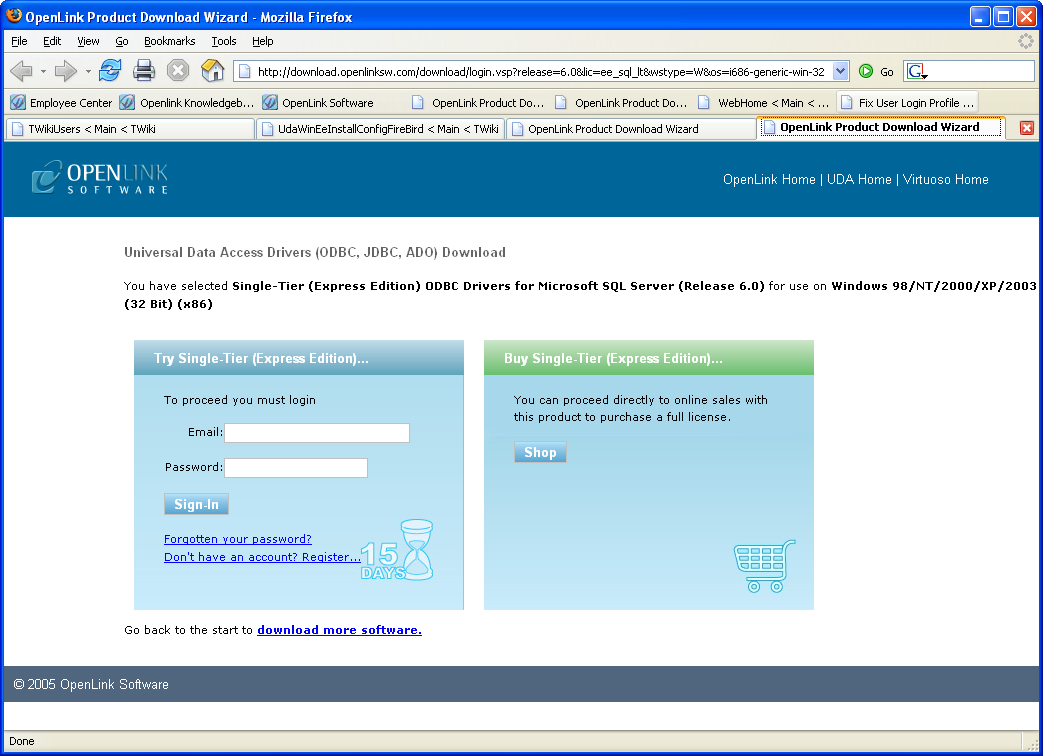 OpenLink Product Download Wizard - Mozilla Firefox
File Edit View Go Bookmarks Tools Help
http://download.openlinksw.com/download/login.vsp?release=6.0&lic=ee_sql_lt&wstype=W&os=i686-generic-win-32 Go G
Employee Center Openlink Knowledgeb... OpenLink Software OpenLink Product Do... OpenLink Product Do... WebHome < Main < ... Fix User Login Profile ...
TWikiUsers < Main < TWiki UdaWinEeInstallConfigFireBird < Main < TWiki OpenLink Product Download Wizard OpenLink Product Download Wizard
OPENLINK
SOFTWARE
OpenLink Home | UDA Home | Virtuoso Home
Universal Data Access Drivers (ODBC, JDBC, ADO) Download
You have selected Single-Tier (Express Edition) ODBC Drivers for Microsoft SQL Server (Release 6.0) for use on Windows 98/NT/2000/XP/2003
(32 Bit) (x86)
Try Single-Tier (Express Edition)...
To proceed you must login
Email:
Password:
Sign-In
Forgotten your password?
Don't have an account? Register...
15
DAYS
Buy Single-Tier (Express Edition)...
You can proceed directly to online sales with
this product to purchase a full license.
Shop
Go back to the start to download more software.
© 2005 OpenLink Software
Done